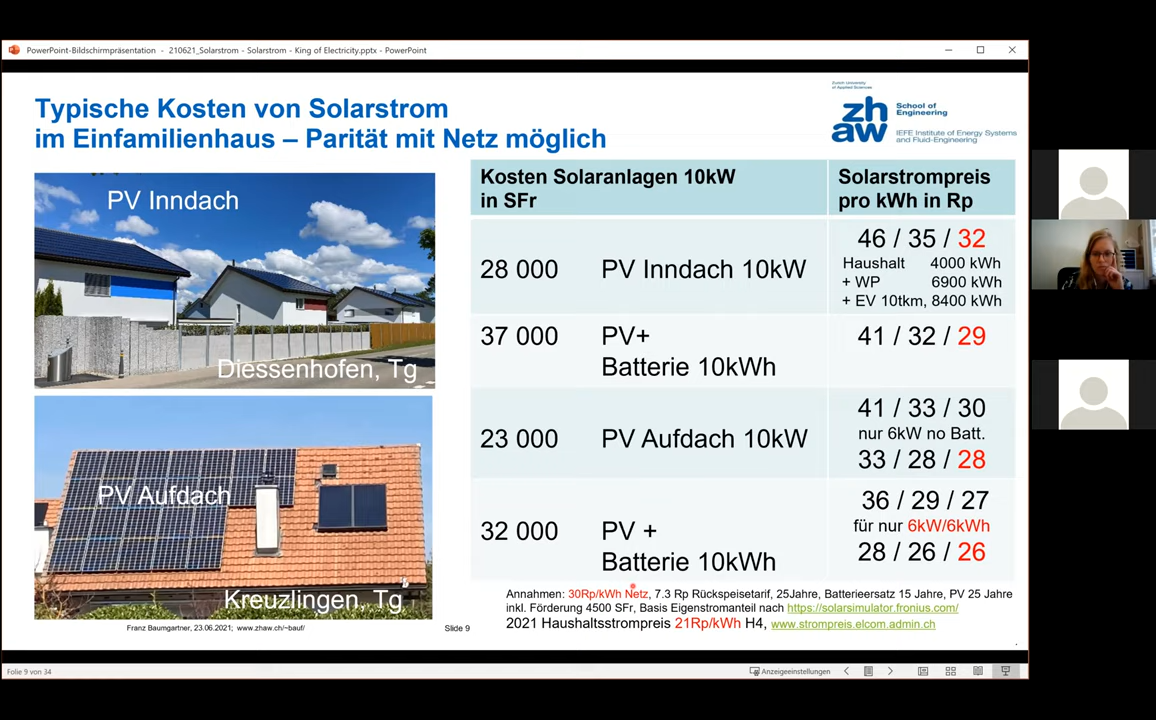 PowerPoint-Bildschirmpräsentation - 210621_Solarstrom - Solarstrom - King of Electricity.pptx - PowerPoint
Typische Kosten von Solarstrom
im Einfamilienhaus – Parität mit Netz möglich
Zurich University
of Applied Sciences
zh
aw
School of
Engineering
IEFE Institute of Energy Systems
and Fluid-Engineering
PV Inndach
Diessenhofen, Tg
PV Aufdach
Kreuzlingen, Tg
Kosten Solaranlagen 10kW
in SFr
Solarstrompreis
pro kWh in Rp
28 000 PV Inndach 10kW
46 / 35 / 32
Haushalt 4000 kWh
+ WP 6900 kWh
+ EV 10tkm, 8400 kWh
37 000 PV+
Batterie 10kWh
41 / 32 / 29
23 000 PV Aufdach 10kW
41 / 33 / 30
nur 6kW no Batt.
33 / 28 / 28
32 000 PV +
Batterie 10kWh
36 / 29 / 27
für nur 6kW/6kWh
28 / 26 / 26
Annahmen: 30Rp/kWh Netz, 7.3 Rp Rückspeisetarif, 25Jahre, Batterieersatz 15 Jahre, PV 25 Jahre
inkl. Förderung 4500 SFr, Basis Eigenstromanteil nach https://solarsimulator.fronius.com/
2021 Haushaltsstrompreis 21Rp/kWh H4, www.strompreis.elcom.admin.ch
Franz Baumgartner, 23.06.2021; www.zhaw.ch/~bauf/
Slide 9
Folie 9 von 34
Anzeigeeinstellungen